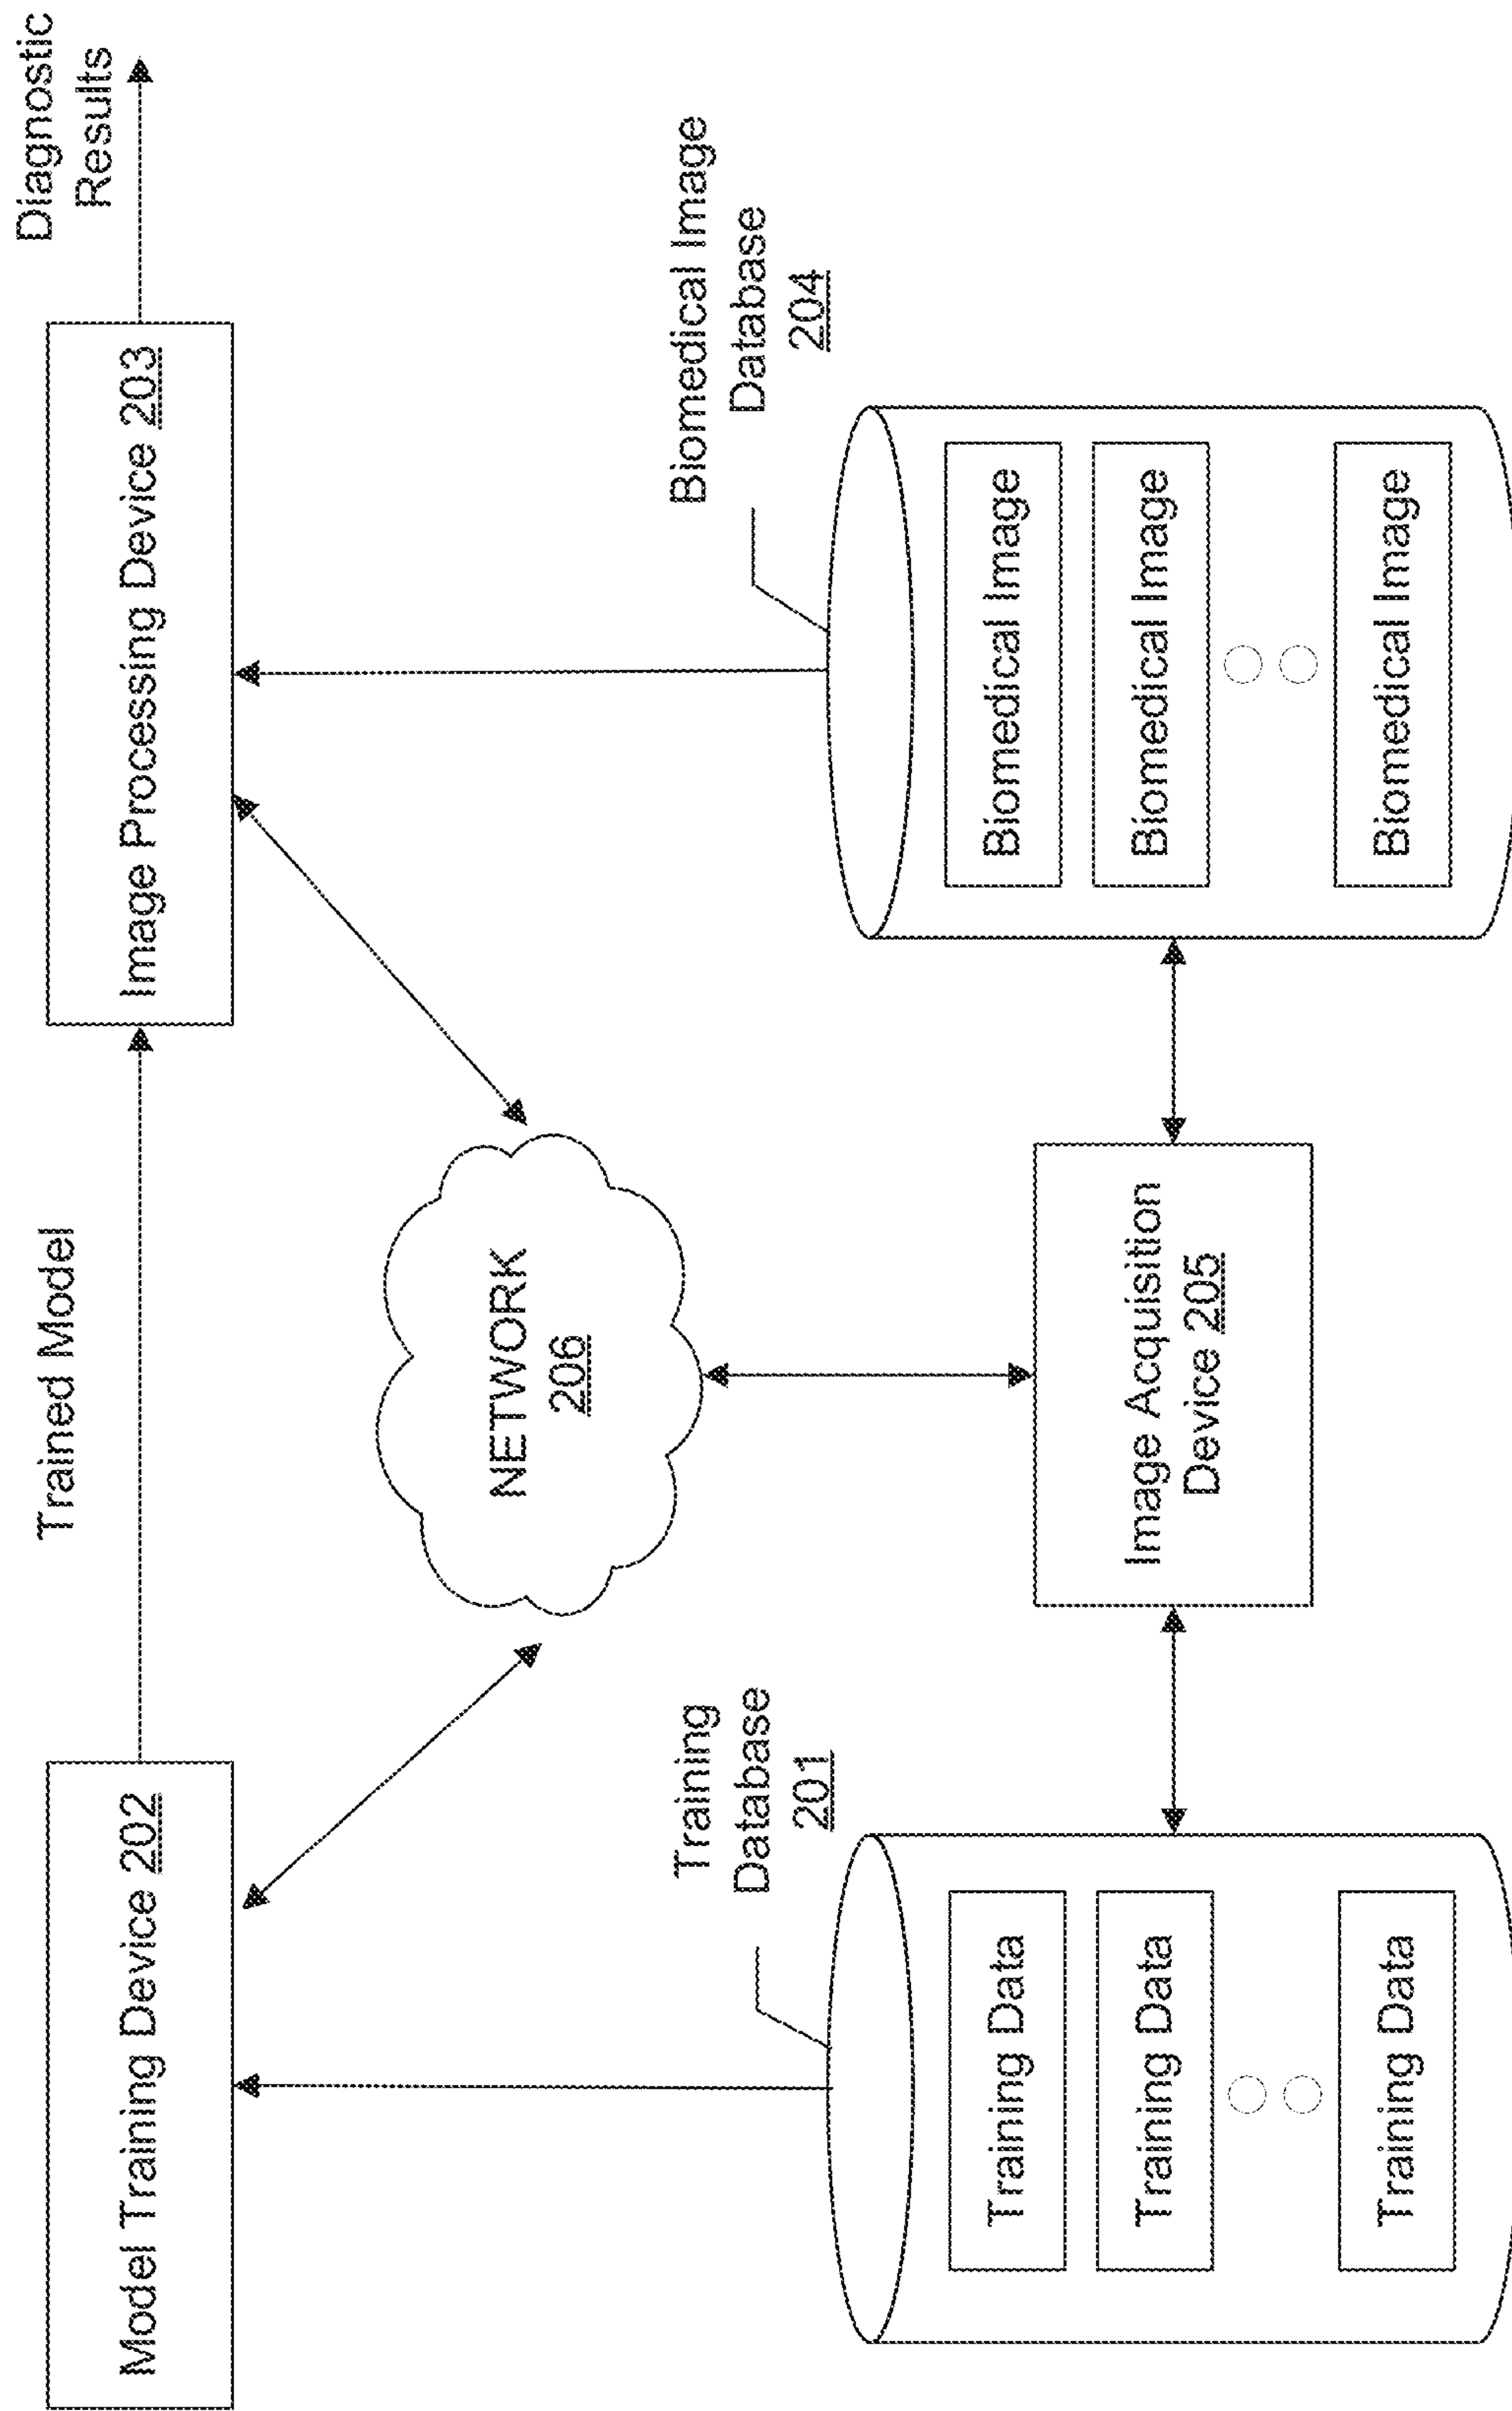 Trained Model
Diagnostic
Results
Model Training Device 202
Image Processing Device 203
NETWORK
206
Training
Database
201
Biomedical Image
Database
204
Training Data
Training Data
Training Data
Image Acquisition
Device 205
Biomedical Image
Biomedical Image
Biomedical Image